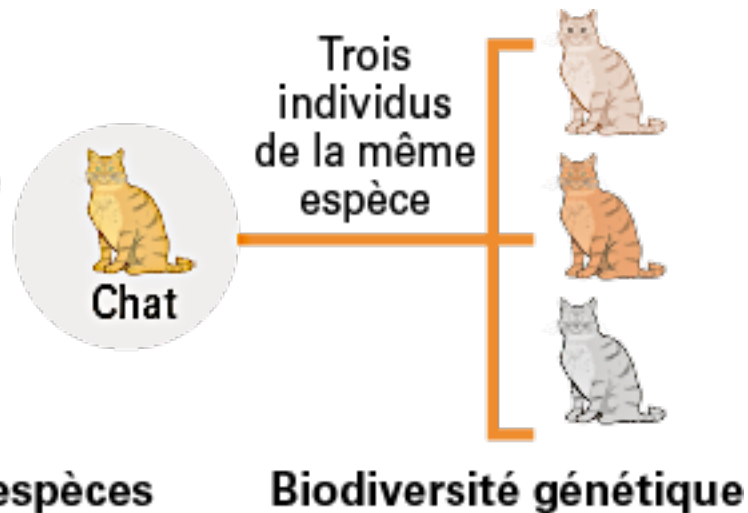 Trois
individus
de la même
espèce
Chat
espèces
Biodiversité génétique